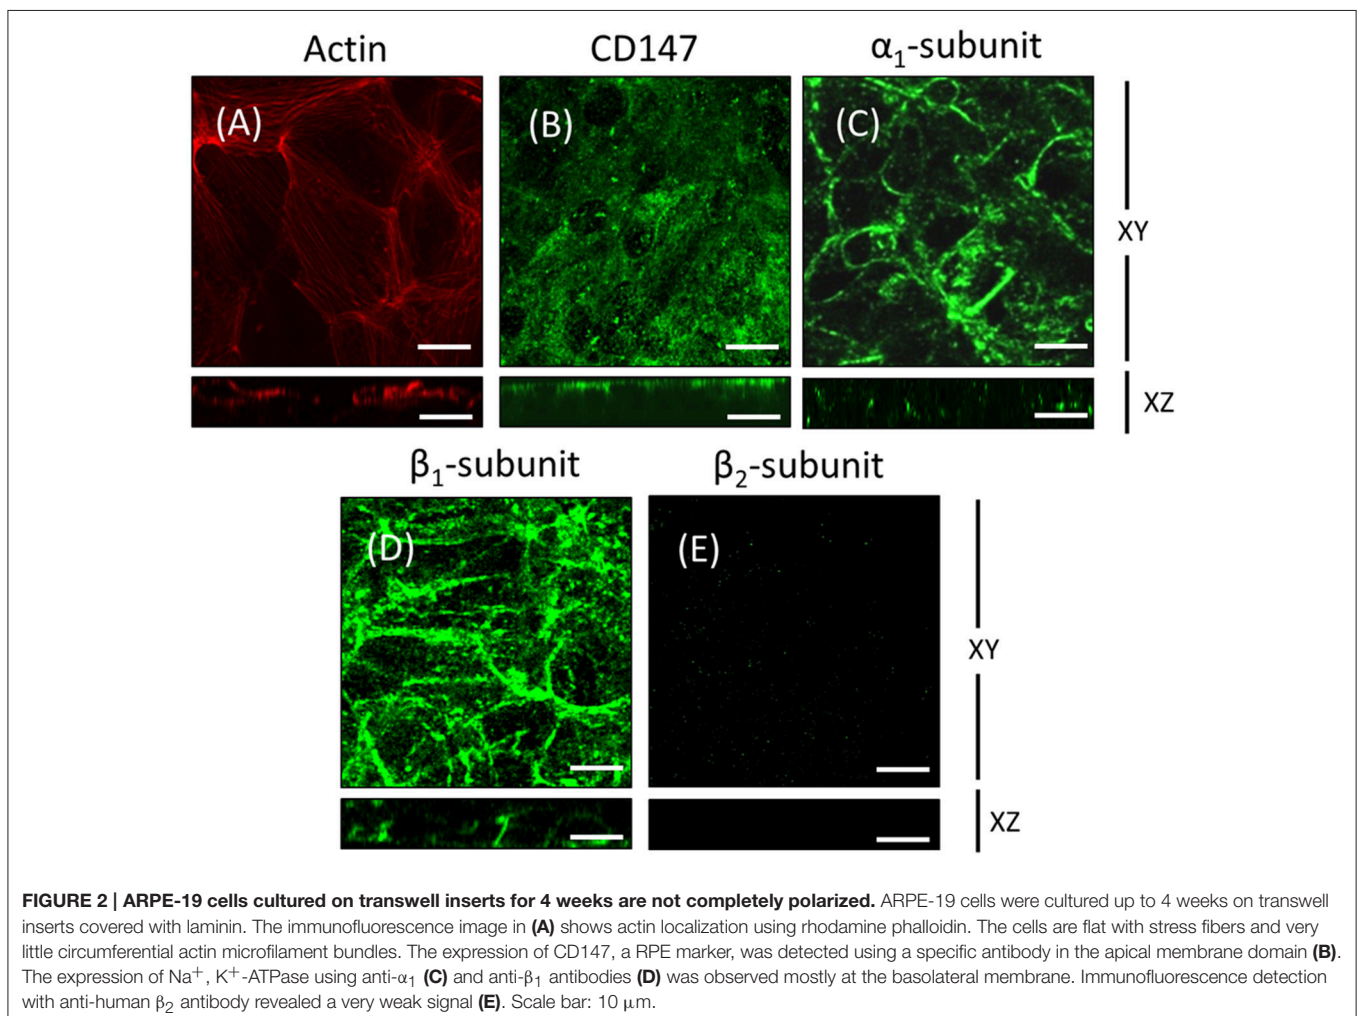 Actin CD147 α₁-subunit
(A) (B) (C)
XY
XZ
β₁-subunit β₂-subunit
(D) (E)
XY
XZ
FIGURE 2 | ARPE-19 cells cultured on transwell inserts for 4 weeks are not completely polarized. ARPE-19 cells were cultured up to 4 weeks on transwell
inserts covered with laminin. The immunofluorescence image in (A) shows actin localization using rhodamine phalloidin. The cells are flat with stress fibers and very
little circumferential actin microfilament bundles. The expression of CD147, a RPE marker, was detected using a specific antibody in the apical membrane domain (B).
The expression of Na⁺, K⁺-ATPase using anti-α₁ (C) and anti-β₁ antibodies (D) was observed mostly at the basolateral membrane. Immunofluorescence detection
with anti-human β₂ antibody revealed a very weak signal (E). Scale bar: 10 μm.